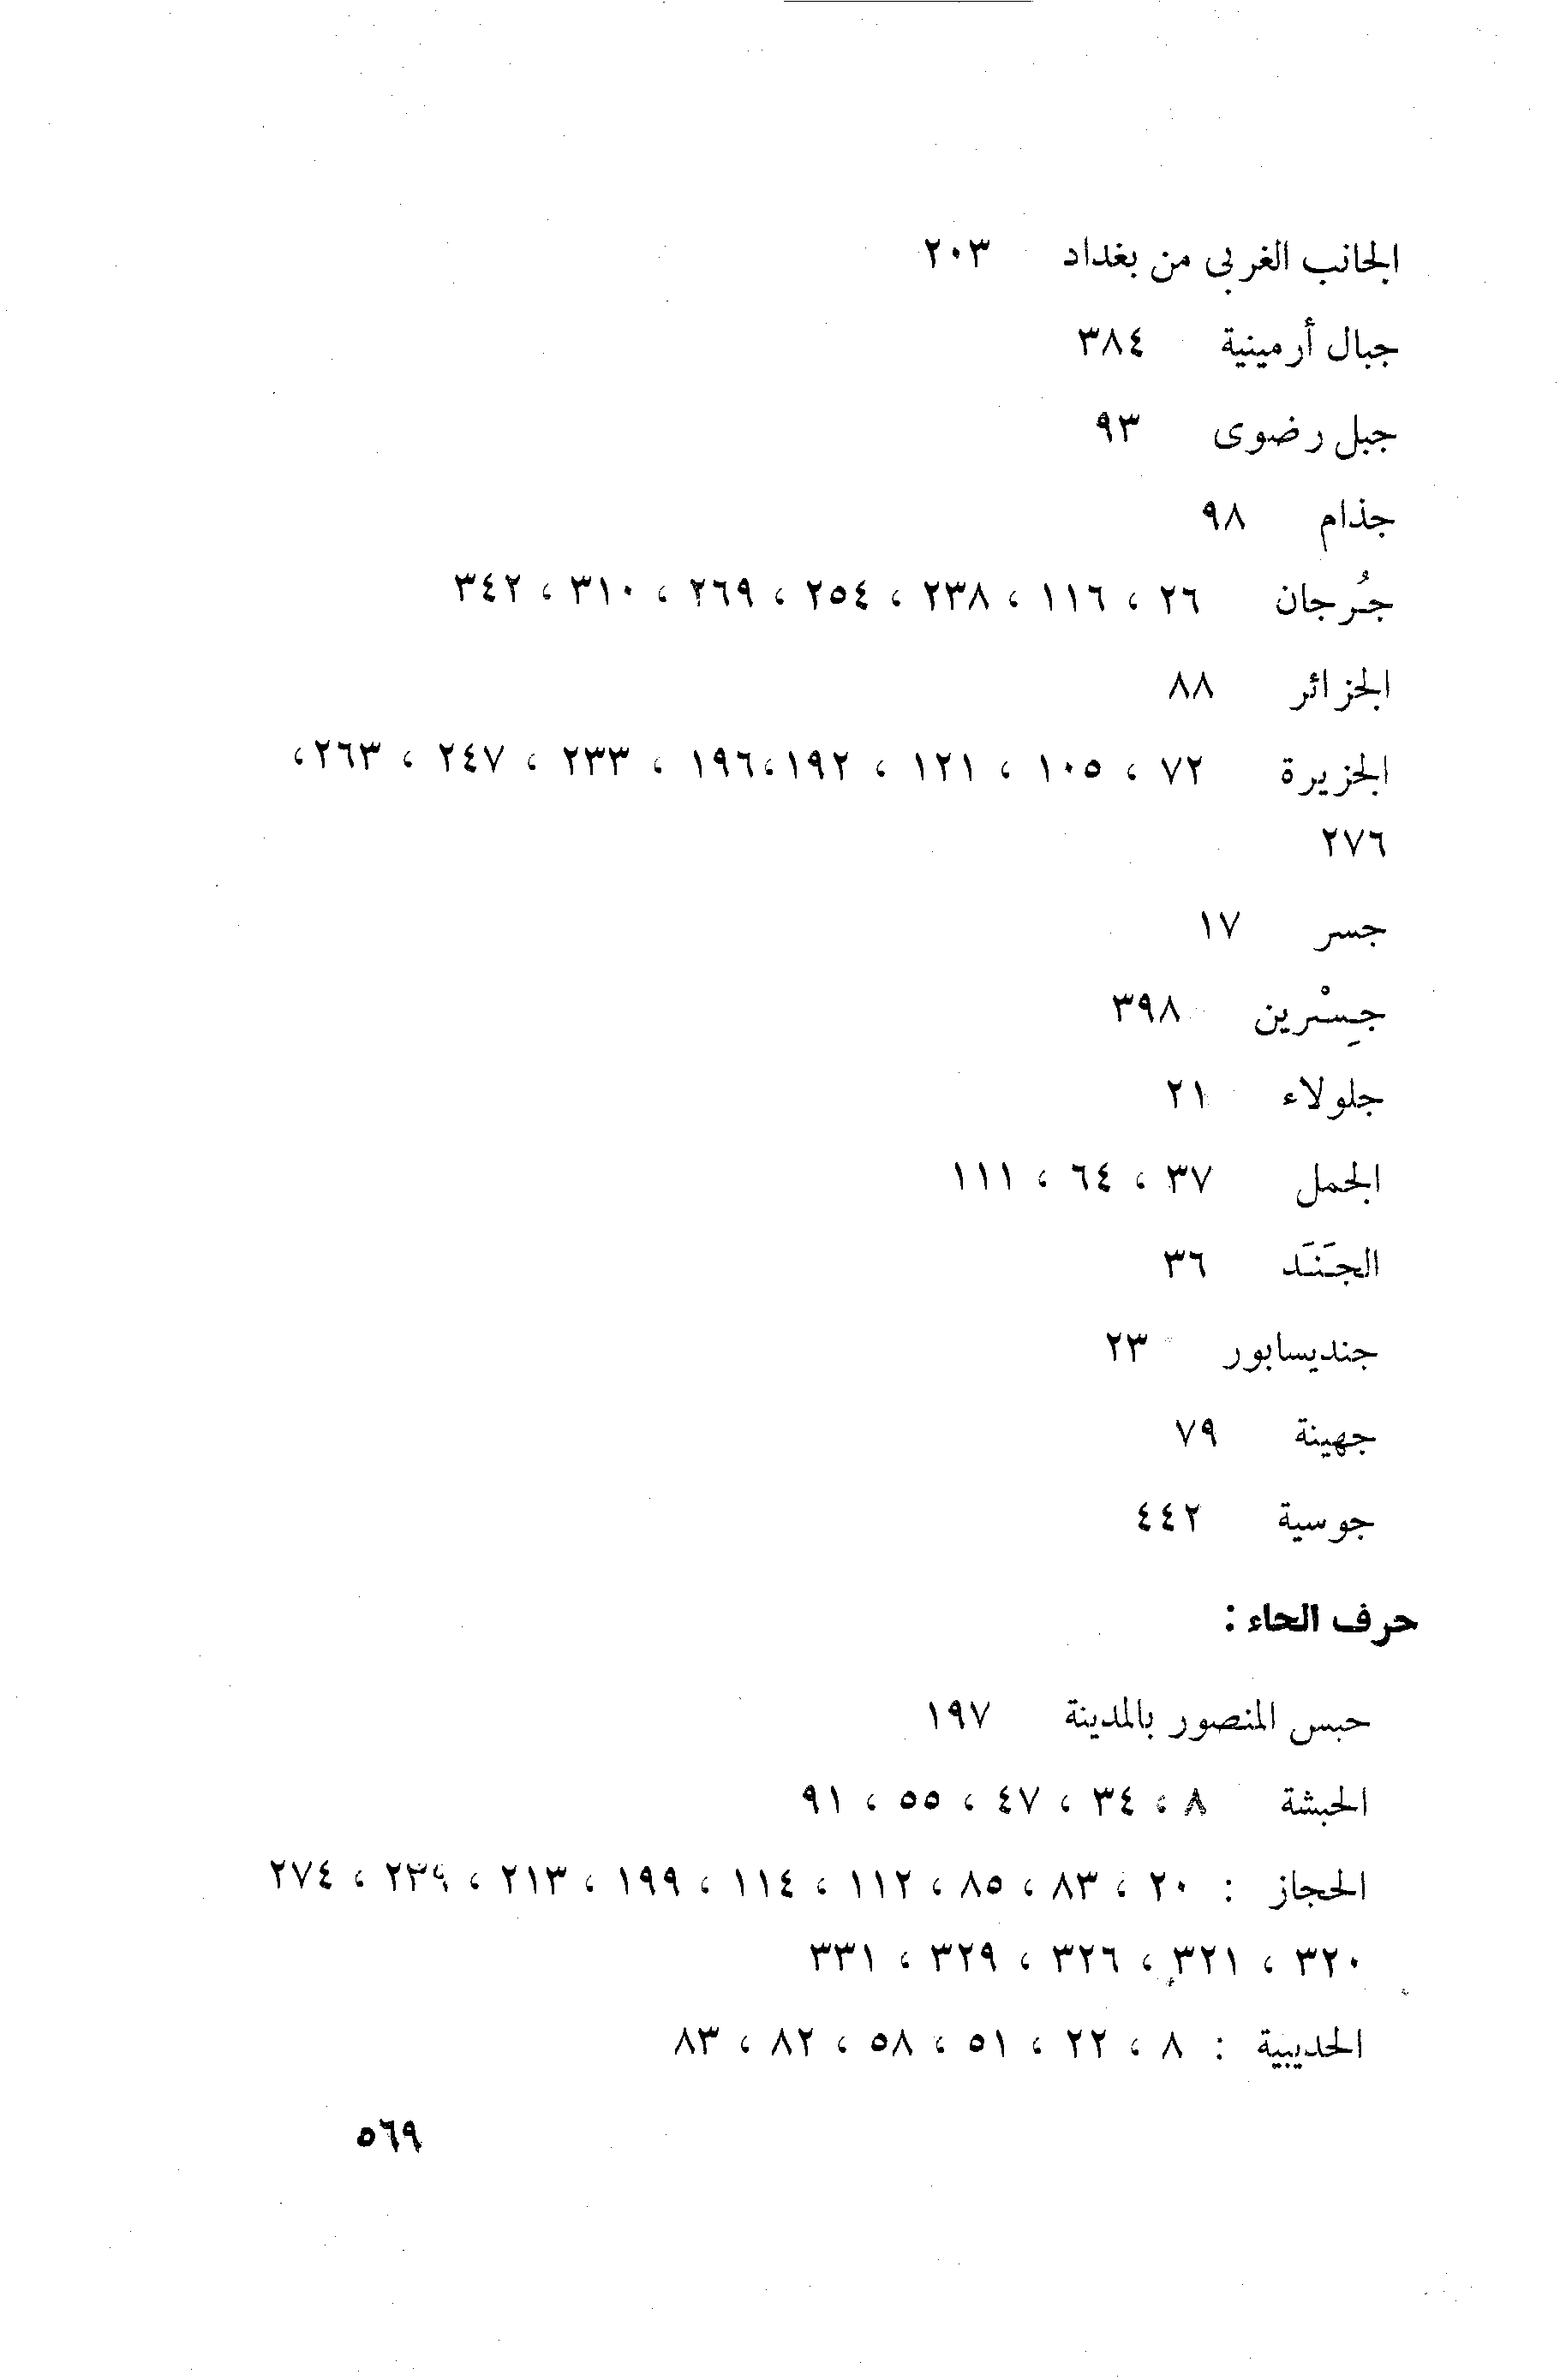 الجانب الغربى من بغداد ٢٠٣
جبال أرمينية ٣٨٤
جبل رضوى ٩٣
جذام ٩٨
جُرجان ٢٦ ، ١١٦ ، ٢٣٨ ، ٢٥٤ ، ٢٦٩ ، ٣١٠ ، ٣٤٢
الجزائر ٨٨
الجزيرة ٧٢ ، ١٠٥ ، ١٢١ ، ١٩٢،١٩٦ ، ٢٣٣ ، ٢٤٧ ، ٢٦٣،
٢٧٦
جسر ١٧
جِسْرين ٣٩٨
جلولاء ٢١
الجمل ٣٧ ، ٦٤ ، ١١١
الجَنَد ٣٦
جنديسابور ٢٣
جهينة ٧٩
جوسية ٤٤٢
حرف الحاء :
حبس المنصور بالمدينة ١٩٧
الحبشة ٨ ، ٣٤ ، ٤٧ ، ٥٥ ، ٩١
الحجاز : ٢٠ ، ٨٣ ، ٨٥ ، ١١٢ ، ١١٤ ، ١٩٩ ، ٢١٣ ، ٢٣٩ ، ٢٧٤
٣٢٠ ، ٣٢١ ، ٣٢٦ ، ٣٢٩ ، ٣٣١
الحديبية : ٨ ، ٢٢ ، ٥١ ، ٥٨ ، ٨٢ ، ٨٣
٥٦٩